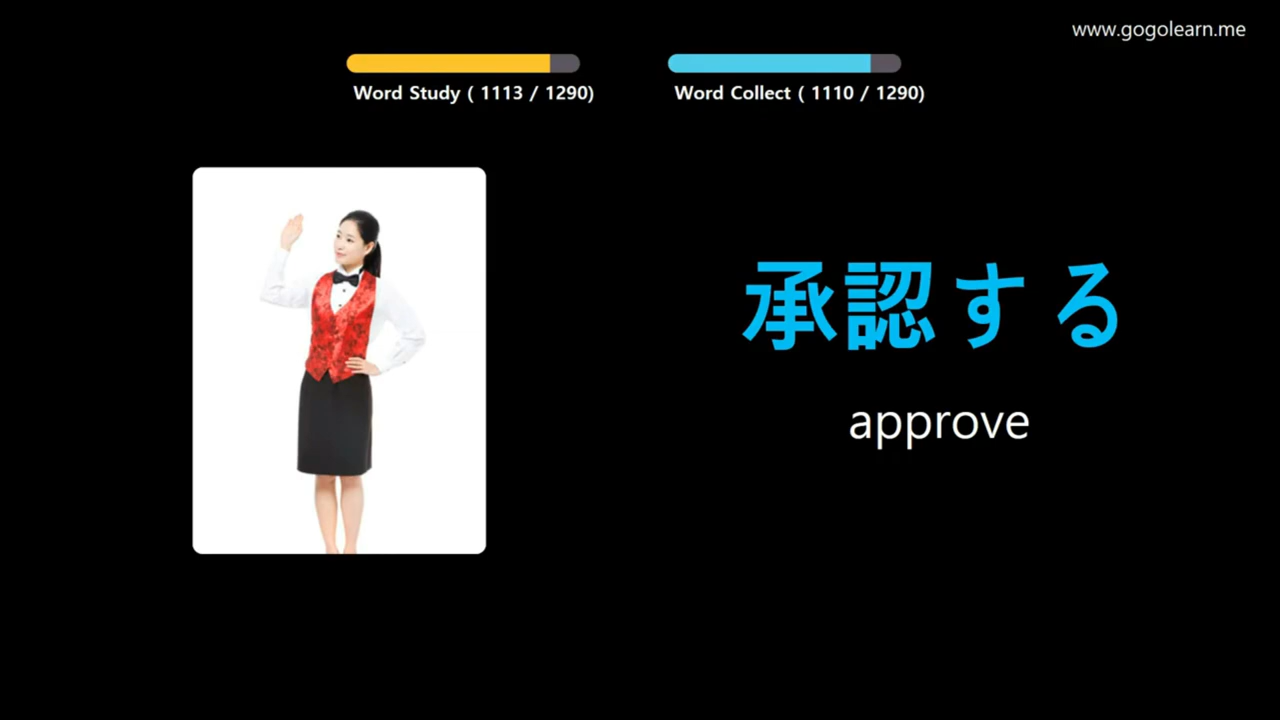 www.gogolearn.me
Word Study ( 1113 / 1290)
Word Collect ( 1110 / 1290)
承認する
approve